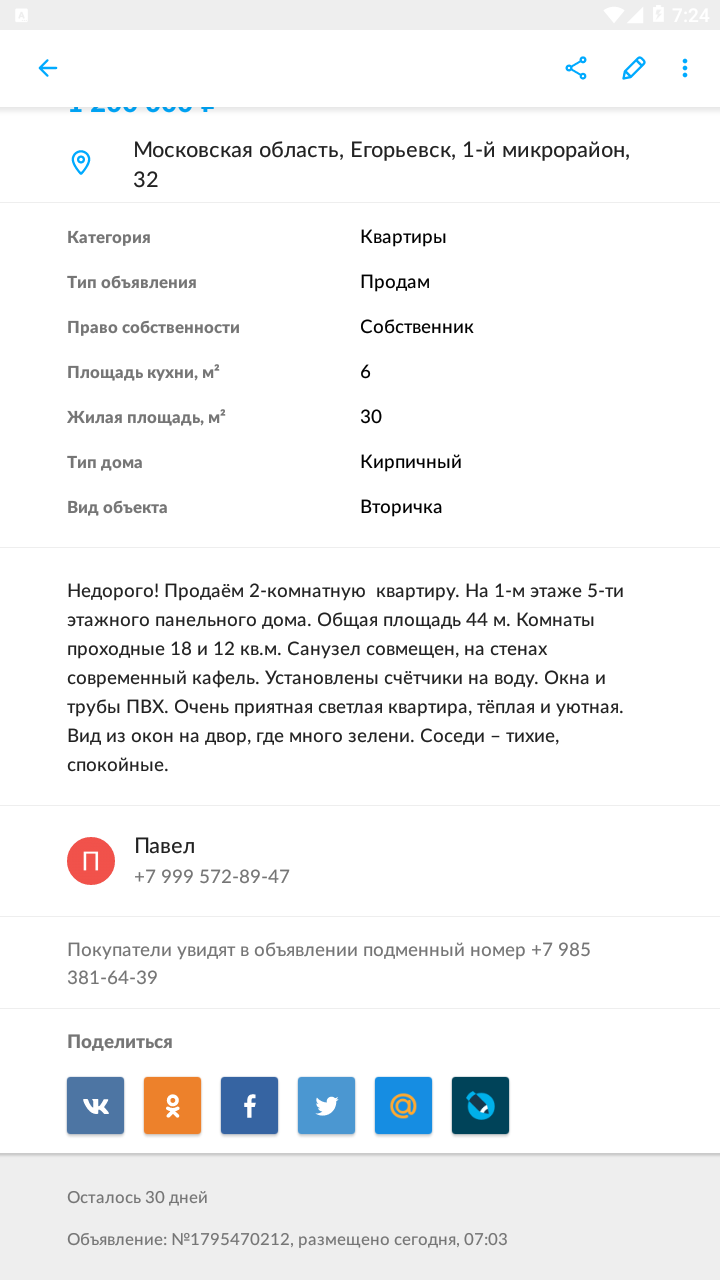 7:24
Московская область, Егорьевск, 1-й микрорайон,
32
Категория Квартиры
Тип объявления Продам
Право собственности Собственник
Площадь кухни, м² 6
Жилая площадь, м² 30
Тип дома Кирпичный
Вид объекта Вторичка
Недорого! Продаём 2-комнатную  квартиру. На 1-м этаже 5-ти
этажного панельного дома. Общая площадь 44 м. Комнаты
проходные 18 и 12 кв.м. Санузел совмещен, на стенах
современный кафель. Установлены счётчики на воду. Окна и
трубы ПВХ. Очень приятная светлая квартира, тёплая и уютная.
Вид из окон на двор, где много зелени. Соседи – тихие,
спокойные.
П
Павел
+7 999 572-89-47
Покупатели увидят в объявлении подменный номер +7 985
381-64-39
Поделиться
Осталось 30 дней
Объявление: №1795470212, размещено сегодня, 07:03